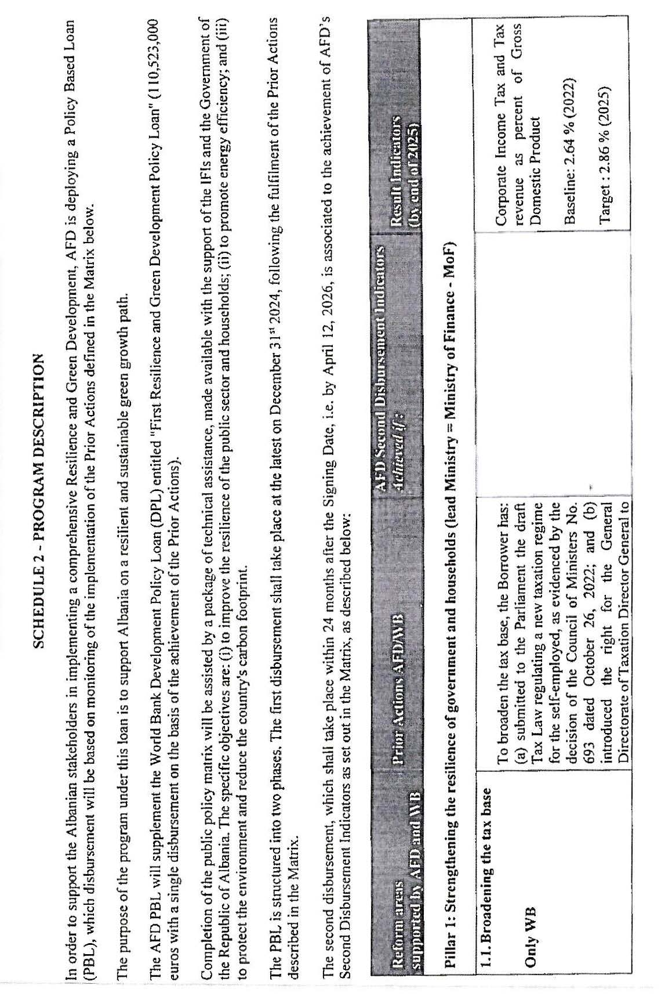 SCHEDULE 2 - PROGRAM DESCRIPTION
In order to support the Albanian stakeholders in implementing a comprehensive Resilience and Green Development, AFD is deploying a Policy Based Loan
(PBL), which disbursement will be based on monitoring of the implementation of the Prior Actions defined in the Matrix below.
The purpose of the program under this loan is to support Albania on a resilient and sustainable green growth path.
The AFD PBL will supplement the World Bank Development Policy Loan (DPL) entitled "First Resilience and Green Development Policy Loan" (110,523,000
euros with a single disbursement on the basis of the achievement of the Prior Actions).
Completion of the public policy matrix will be assisted by a package of technical assistance, made available with the support of the IFIs and the Government of
the Republic of Albania. The specific objectives are: (i) to improve the resilience of the public sector and households; (ii) to promote energy efficiency; and (iii)
to protect the environment and reduce the country's carbon footprint.
The PBL is structured into two phases. The first disbursement shall take place at the latest on December 31st 2024, following the fulfilment of the Prior Actions
described in the Matrix.
The second disbursement, which shall take place within 24 months after the Signing Date, i.e. by April 12, 2026, is associated to the achievement of AFD's
Second Disbursement Indicators as set out in the Matrix, as described below:
Reform areas
supported by AFD and WB
Prior Actions AFD/WB
AFD Second Disbursement Indicators
Achieved if :
Result Indicators
(by end of 2025)
Pillar 1: Strengthening the resilience of government and households (lead Ministry = Ministry of Finance - MoF)
1.1. Broadening the tax base
Only WB
To broaden the tax base, the Borrower has:
(a) submitted to the Parliament the draft
Tax Law regulating a new taxation regime
for the self-employed, as evidenced by the
decision of the Council of Ministers No.
693 dated October 26, 2022; and (b)
introduced the right for the General
Directorate of Taxation Director General to
Corporate Income Tax and Tax
revenue as percent of Gross
Domestic Product
Baseline: 2.64 % (2022)
Target : 2.86 % (2025)